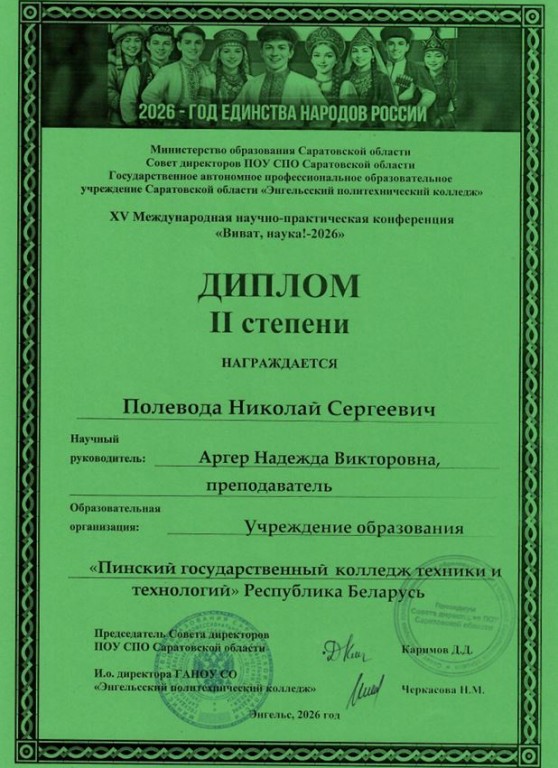 2026 - ГОД ЕДИНСТВА НАРОДОВ РОССИИ
Министерство образования Саратовской области
Совет директоров ПОУ СПО Саратовской области
Государственное автономное профессиональное образовательное
учреждение Саратовской области «Энгельсский политехнический колледж»
XV Международная научно-практическая конференция
«Виват, наука!-2026»
ДИПЛОМ
II степени
НАГРАЖДАЕТСЯ
Полевода Николай Сергеевич
Научный
руководитель: Аргер Надежда Викторовна,
преподаватель
Образовательная
организация: Учреждение образования
«Пинский государственный колледж техники и
технологий» Республика Беларусь
Председатель Совета директоров
ПОУ СПО Саратовской области Каримов Д.Д.
И.о. директора ГАПОУ СО
«Энгельсский политехнический колледж» Черкасова Н.М.
Энгельс, 2026 год